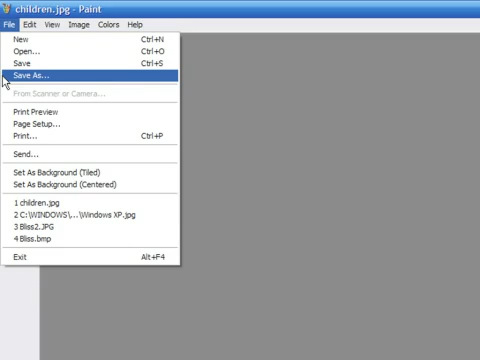 children.jpg - Paint
File Edit View Image Colors Help
New Ctrl+N
Open... Ctrl+O
Save Ctrl+S
Save As...
From Scanner or Camera...
Print Preview
Page Setup...
Print... Ctrl+P
Send...
Set As Background (Tiled)
Set As Background (Centered)
1 children.jpg
2 C:\WINDOWS\...\Windows XP.jpg
3 Bliss2.JPG
4 Bliss.bmp
Exit Alt+F4